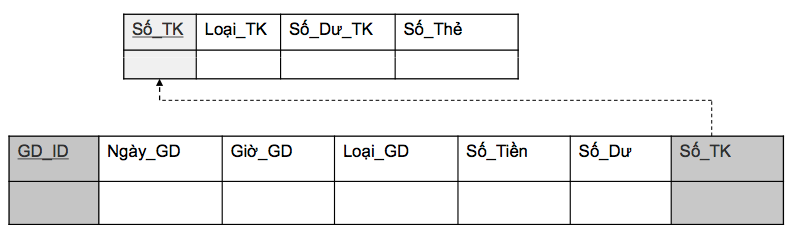 Số_TK Loại_TK Số_Dư_TK Số_Thẻ
GD_ID Ngày_GD Giờ_GD Loại_GD Số_Tiền Số_Dư Số_TK